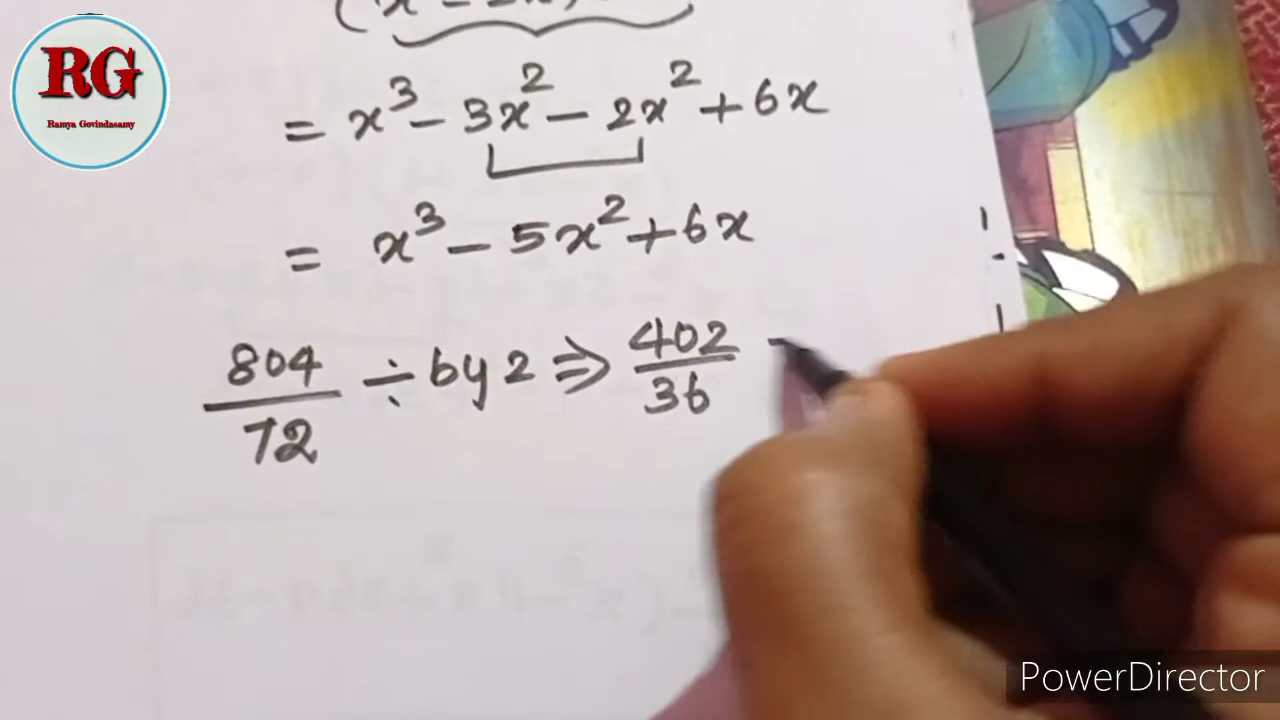 RG
Ramya Govindasamy
= x³ - 3x² - 2x² + 6x
= x³ - 5x² + 6x
804/72 ÷ by 2 ⇒ 402/36
PowerDirector